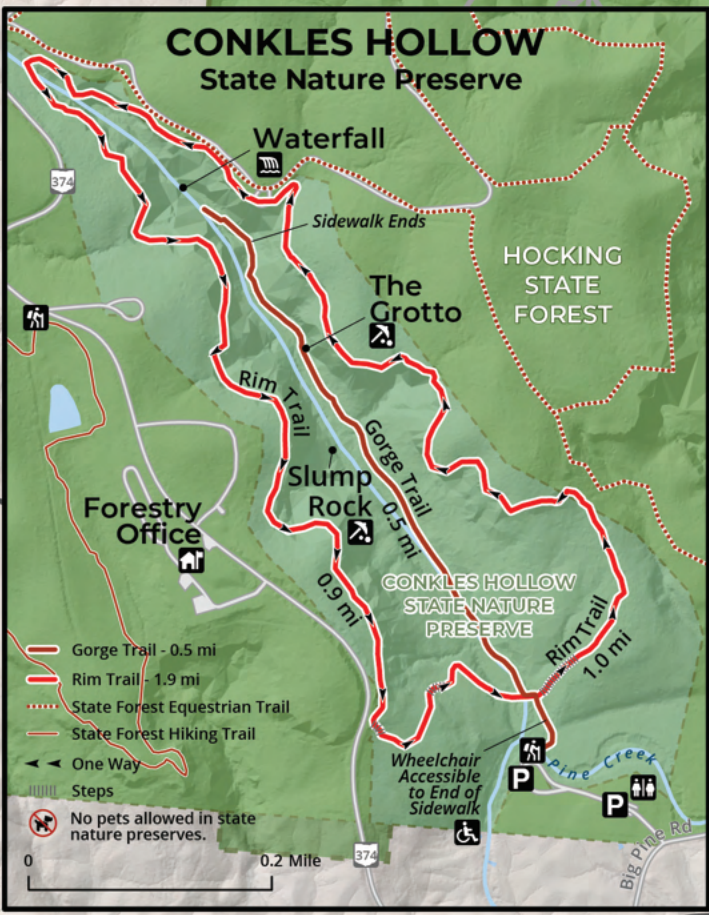 CONKLES HOLLOW
State Nature Preserve
Waterfall
374
Sidewalk Ends
HOCKING
STATE
FOREST
The
Grotto
Rim Trail
Gorge Trail
0.5 mi
Slump
Rock
Forestry
Office
0.9 mi
CONKLES HOLLOW
STATE NATURE
PRESERVE
Rim Trail
1.0 mi
Gorge Trail - 0.5 mi
Rim Trail - 1.9 mi
State Forest Equestrian Trail
State Forest Hiking Trail
One Way
Steps
No pets allowed in state
nature preserves.
Wheelchair
Accessible
to End of
Sidewalk
Pine Creek
P
P
Big Pine Rd
374
0 0.2 Mile